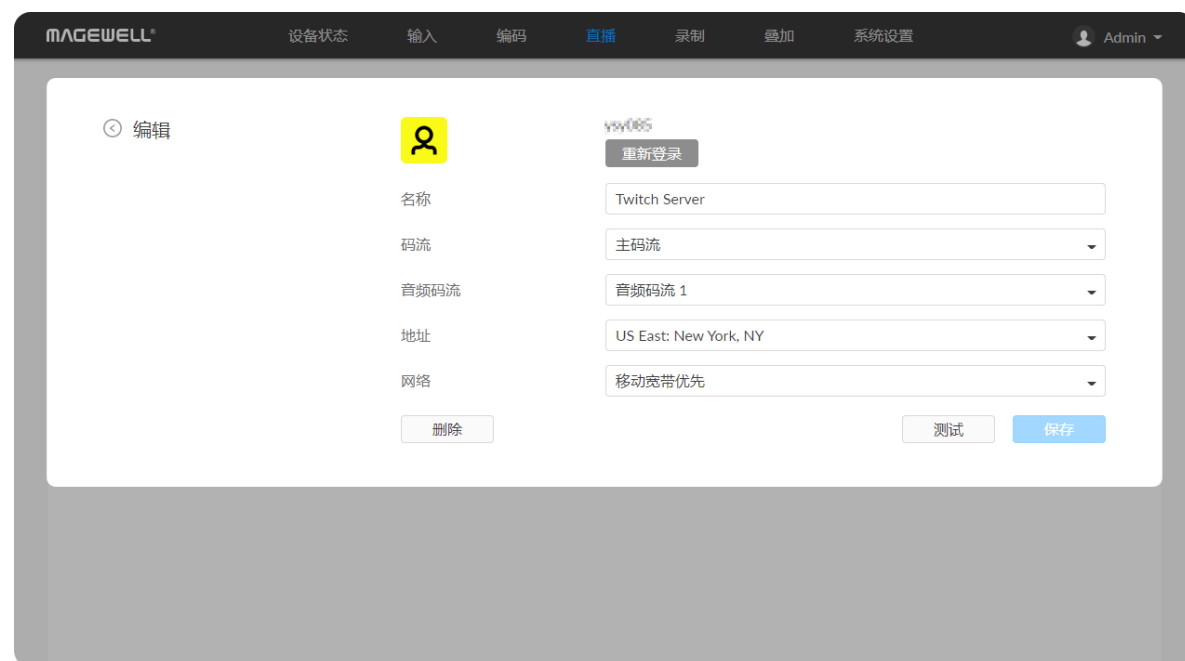 MAGEWELL® 设备状态 输入 编码 直播 录制 叠加 系统设置 Admin
编辑
重新登录
名称 Twitch Server
码流 主码流
音频码流 音频码流 1
地址 US East: New York, NY
网络 移动宽带优先
删除 测试 保存